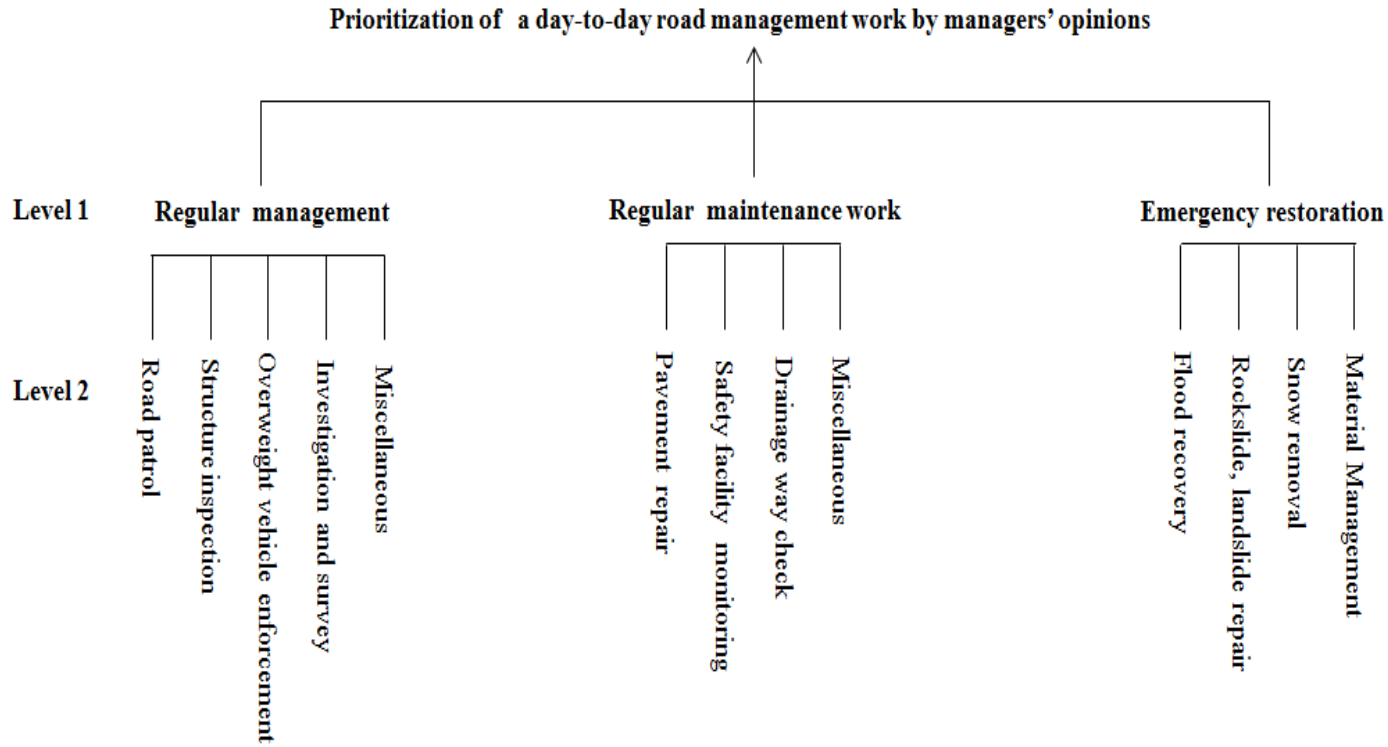 Prioritization of a day-to-day road management work by managers' opinions
Level 1
Regular management
Regular maintenance work
Emergency restoration
Level 2
Road patrol
Structure inspection
Overweight vehicle enforcement
Investigation and survey
Miscellaneous
Pavement repair
Safety facility monitoring
Drainage way check
Miscellaneous
Flood recovery
Rockslide, landslide repair
Snow removal
Material Management